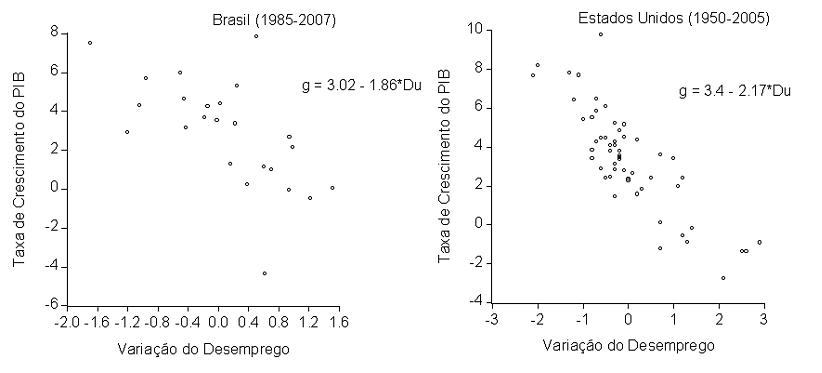 Brasil (1985-2007)
8
6
4
2
0
-2
-4
-6
Taxa de Crescimento do PIB
g = 3.02 - 1.86*Du
-2.0 -1.6 -1.2 -0.8 -0.4 0.0 0.4 0.8 1.2 1.6
Variação do Desemprego
Estados Unidos (1950-2005)
10
8
6
4
2
0
-2
-4
Taxa de Crescimento do PIB
g = 3.4 - 2.17*Du
-3 -2 -1 0 1 2 3
Variação do Desemprego